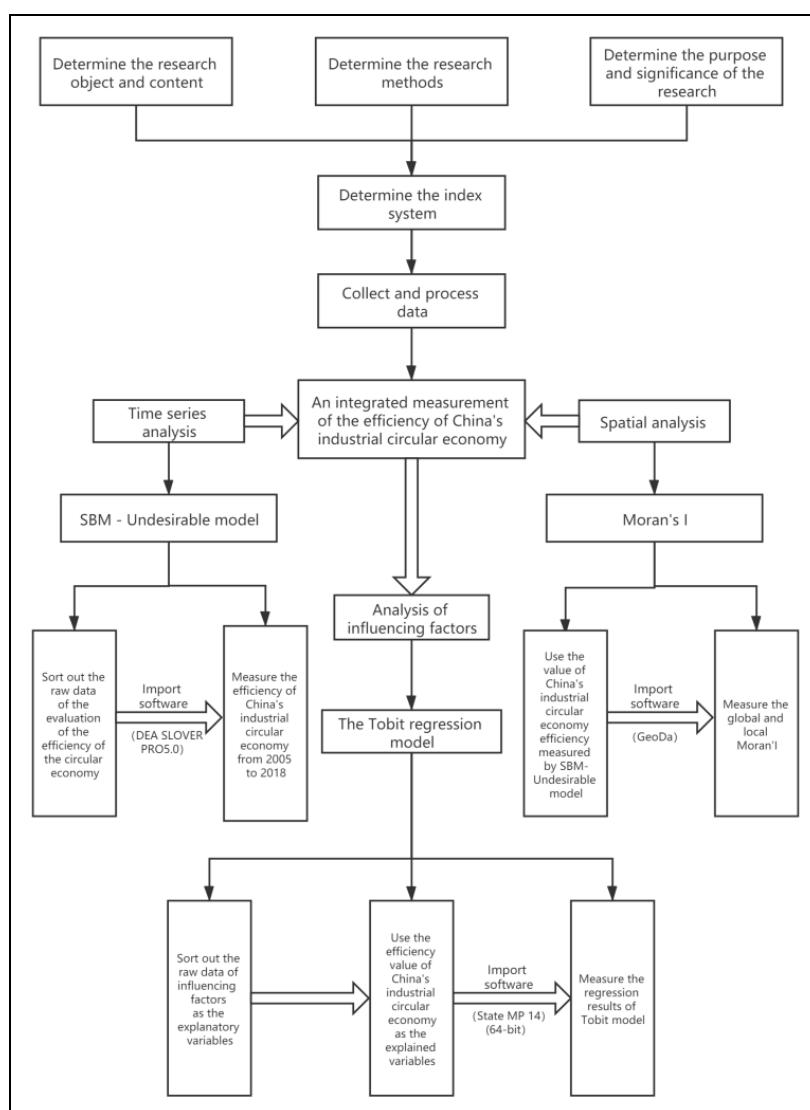 Determine the research
object and content
Determine the research
methods
Determine the purpose
and significance of the
research
Determine the index
system
Collect and process
data
Time series
analysis
An integrated measurement
of the efficiency of China's
industrial circular economy
Spatial analysis
SBM - Undesirable model
Moran's I
Analysis of
influencing factors
Sort out the
raw data
of the
evaluation
of the
efficiency of
the circular
economy
Import
software
(DEA SLOVER
PRO5.0)
Measure the
efficiency of
China's
industrial
circular
economy
from 2005
to 2018
The Tobit regression
model
Use the
value of
China's
industrial
circular
economy
efficiency
measured
by SBM-
Undesirable
model
Import
software
(GeoDa)
Measure the
global and
local
Moran'I
Sort out the
raw data of
influencing
factors
as the
explanatory
variables
Use the
efficiency
value of
China's
industrial
circular
economy
as the
explained
variables
Import
software
(State MP 14)
(64-bit)
Measure the
regression
results of
Tobit model